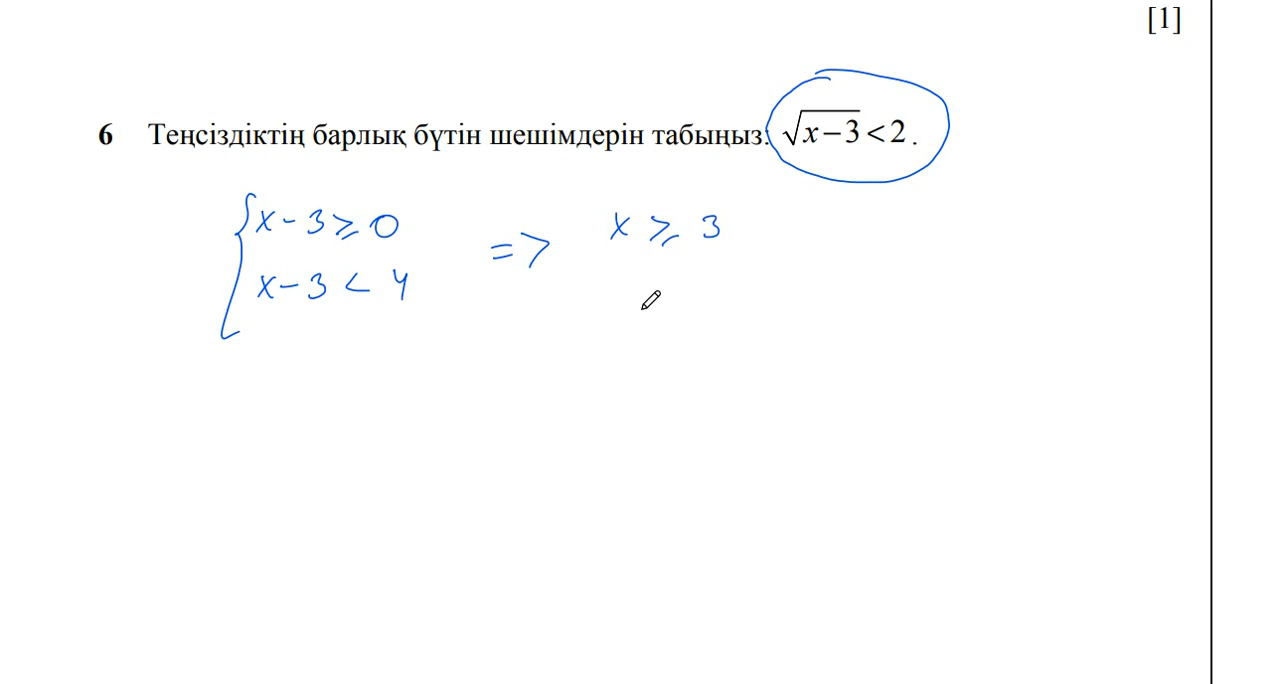 [1]
6 Теңсіздіктің барлық бүтін шешімдерін табыңыз: √x−3 < 2 .
x - 3 ≥ 0 => x ≥ 3
x - 3 < 4